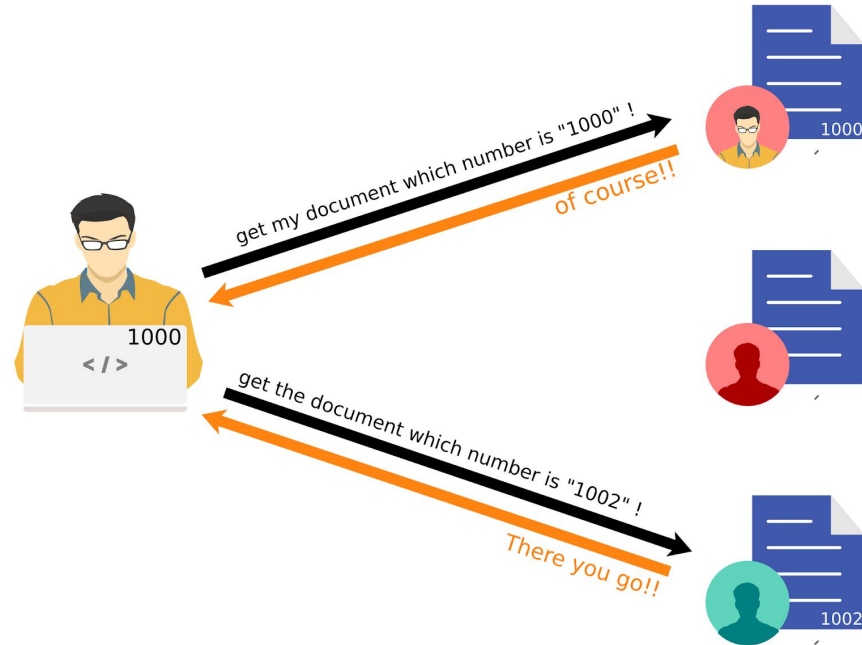 get my document which number is "1000" !
1000
of course!!
1000
</>
get the document which number is "1002" !
There you go!!
1002